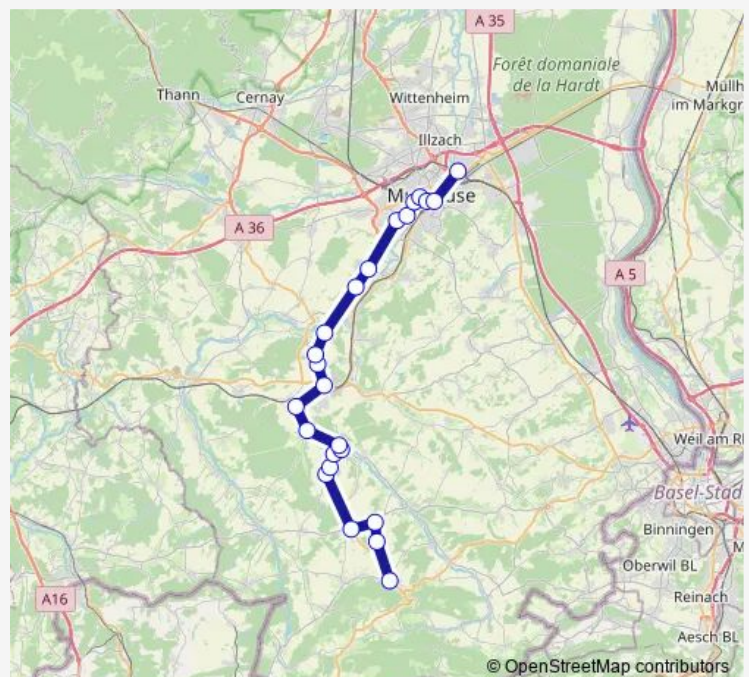 A 35
Forêt domaniale
de la Hardt
Müllh
im Markgr
Thann
Cernay
Wittenheim
Illzach
A 36
A 5
Weil am Rh
Basel-Stad
Binningen
Oberwil BL
Reinach
Aesch BL
A16
© OpenStreetMap contributors